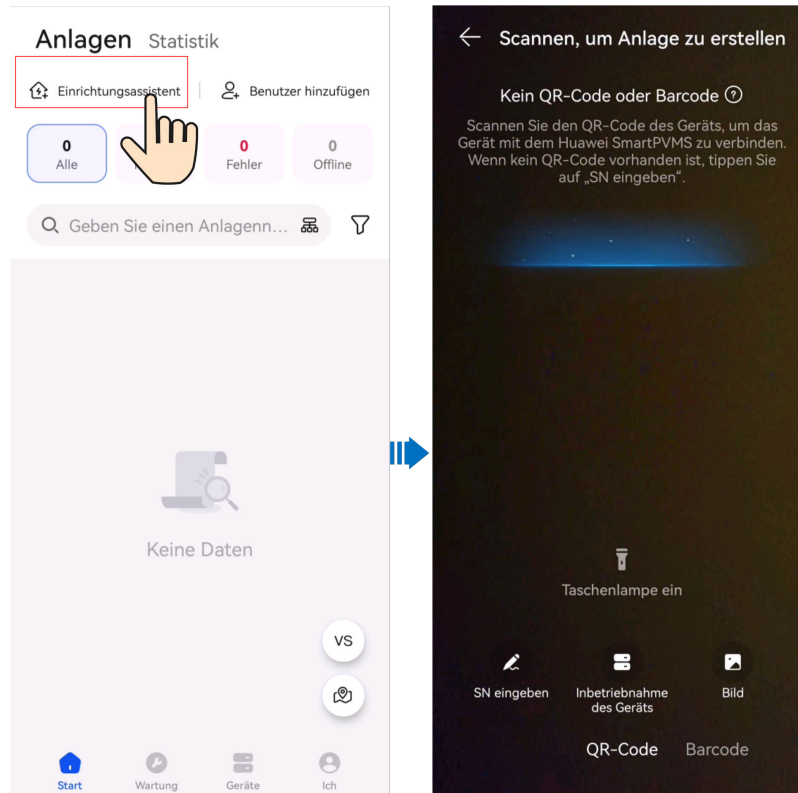 Anlagen Statistik
Einrichtungsassistent
Benutzer hinzufügen
0
Alle
0
Fehler
0
Offline
Geben Sie einen Anlagenn...
Keine Daten
VS
Start
Wartung
Geräte
Ich
Scannen, um Anlage zu erstellen
Kein QR-Code oder Barcode
Scannen Sie den QR-Code des Geräts, um das
Gerät mit dem Huawei SmartPVMS zu verbinden.
Wenn kein QR-Code vorhanden ist, tippen Sie
auf „SN eingeben“.
Taschenlampe ein
SN eingeben
Inbetriebnahme
des Geräts
Bild
QR-Code Barcode